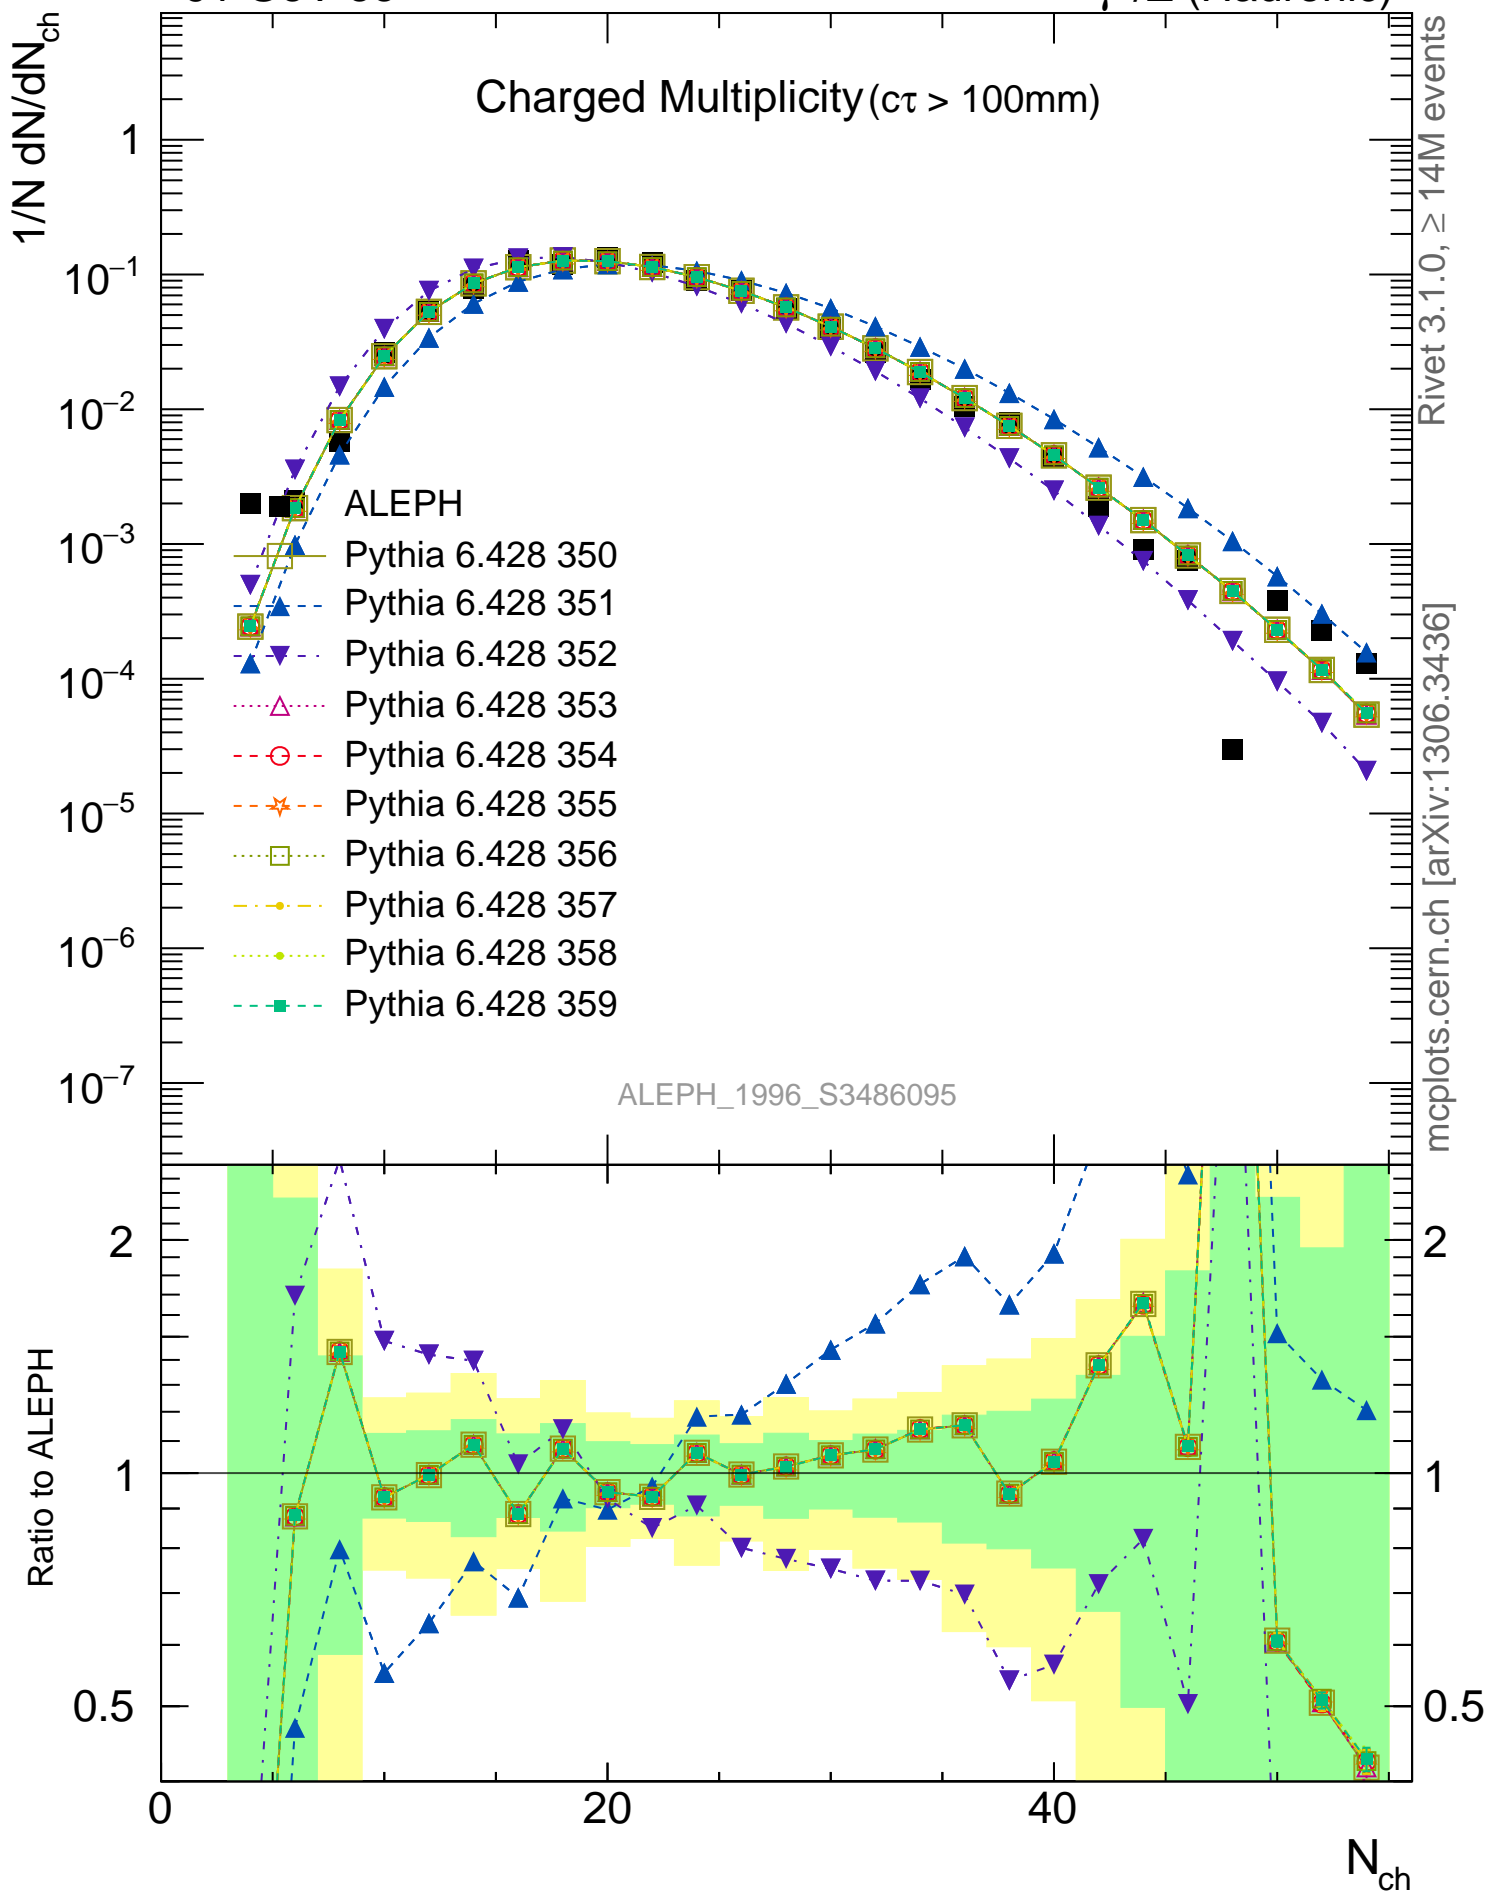 1/N dN/dNch
Charged Multiplicity (cτ > 100mm)
1
10⁻¹
10⁻²
10⁻³
10⁻⁴
10⁻⁵
10⁻⁶
10⁻⁷
ALEPH
Pythia 6.428 350
Pythia 6.428 351
Pythia 6.428 352
Pythia 6.428 353
Pythia 6.428 354
Pythia 6.428 355
Pythia 6.428 356
Pythia 6.428 357
Pythia 6.428 358
Pythia 6.428 359
ALEPH_1996_S3486095
Rivet 3.1.0, ≥ 14M events
mcplots.cern.ch [arXiv:1306.3436]
Ratio to ALEPH
2
1
0.5
2
1
0.5
0
20
40
Nch